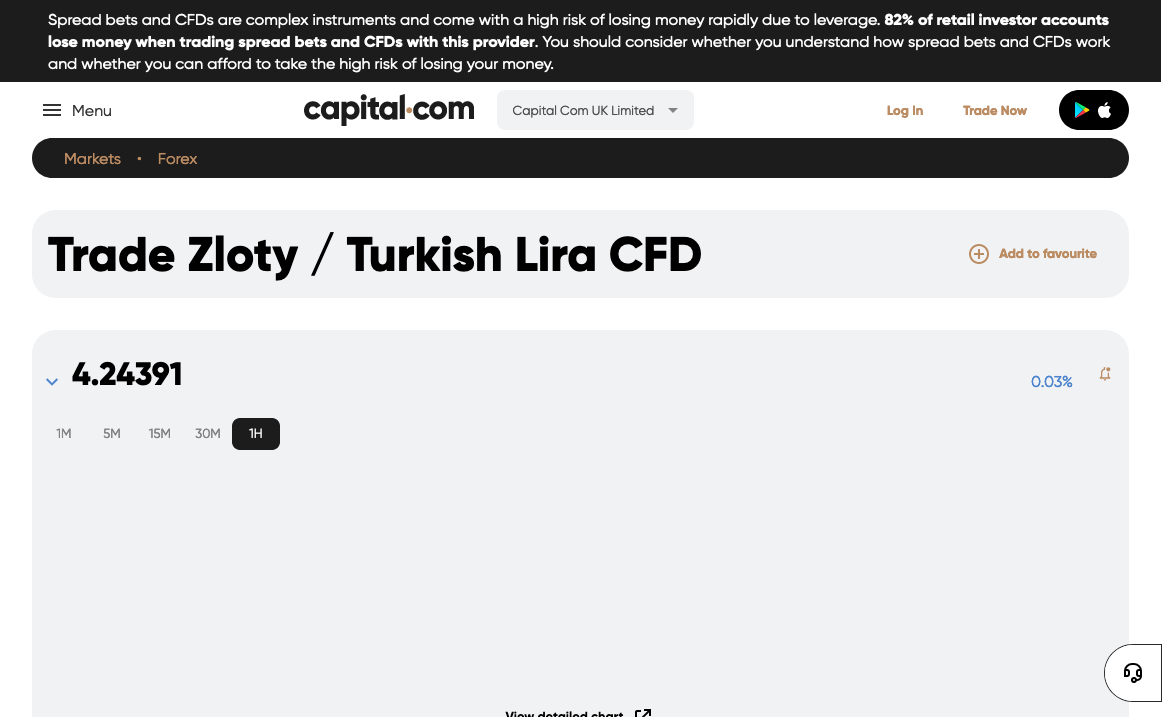 Spread bets and CFDs are complex instruments and come with a high risk of losing money rapidly due to leverage. 82% of retail investor accounts
lose money when trading spread bets and CFDs with this provider. You should consider whether you understand how spread bets and CFDs work
and whether you can afford to take the high risk of losing your money.
Menu
capital.com
Capital Com UK Limited
Log In
Trade Now
Markets • Forex
Trade Zloty / Turkish Lira CFD
Add to favourite
4.24391
0.03%
1M 5M 15M 30M 1H
View detailed chart